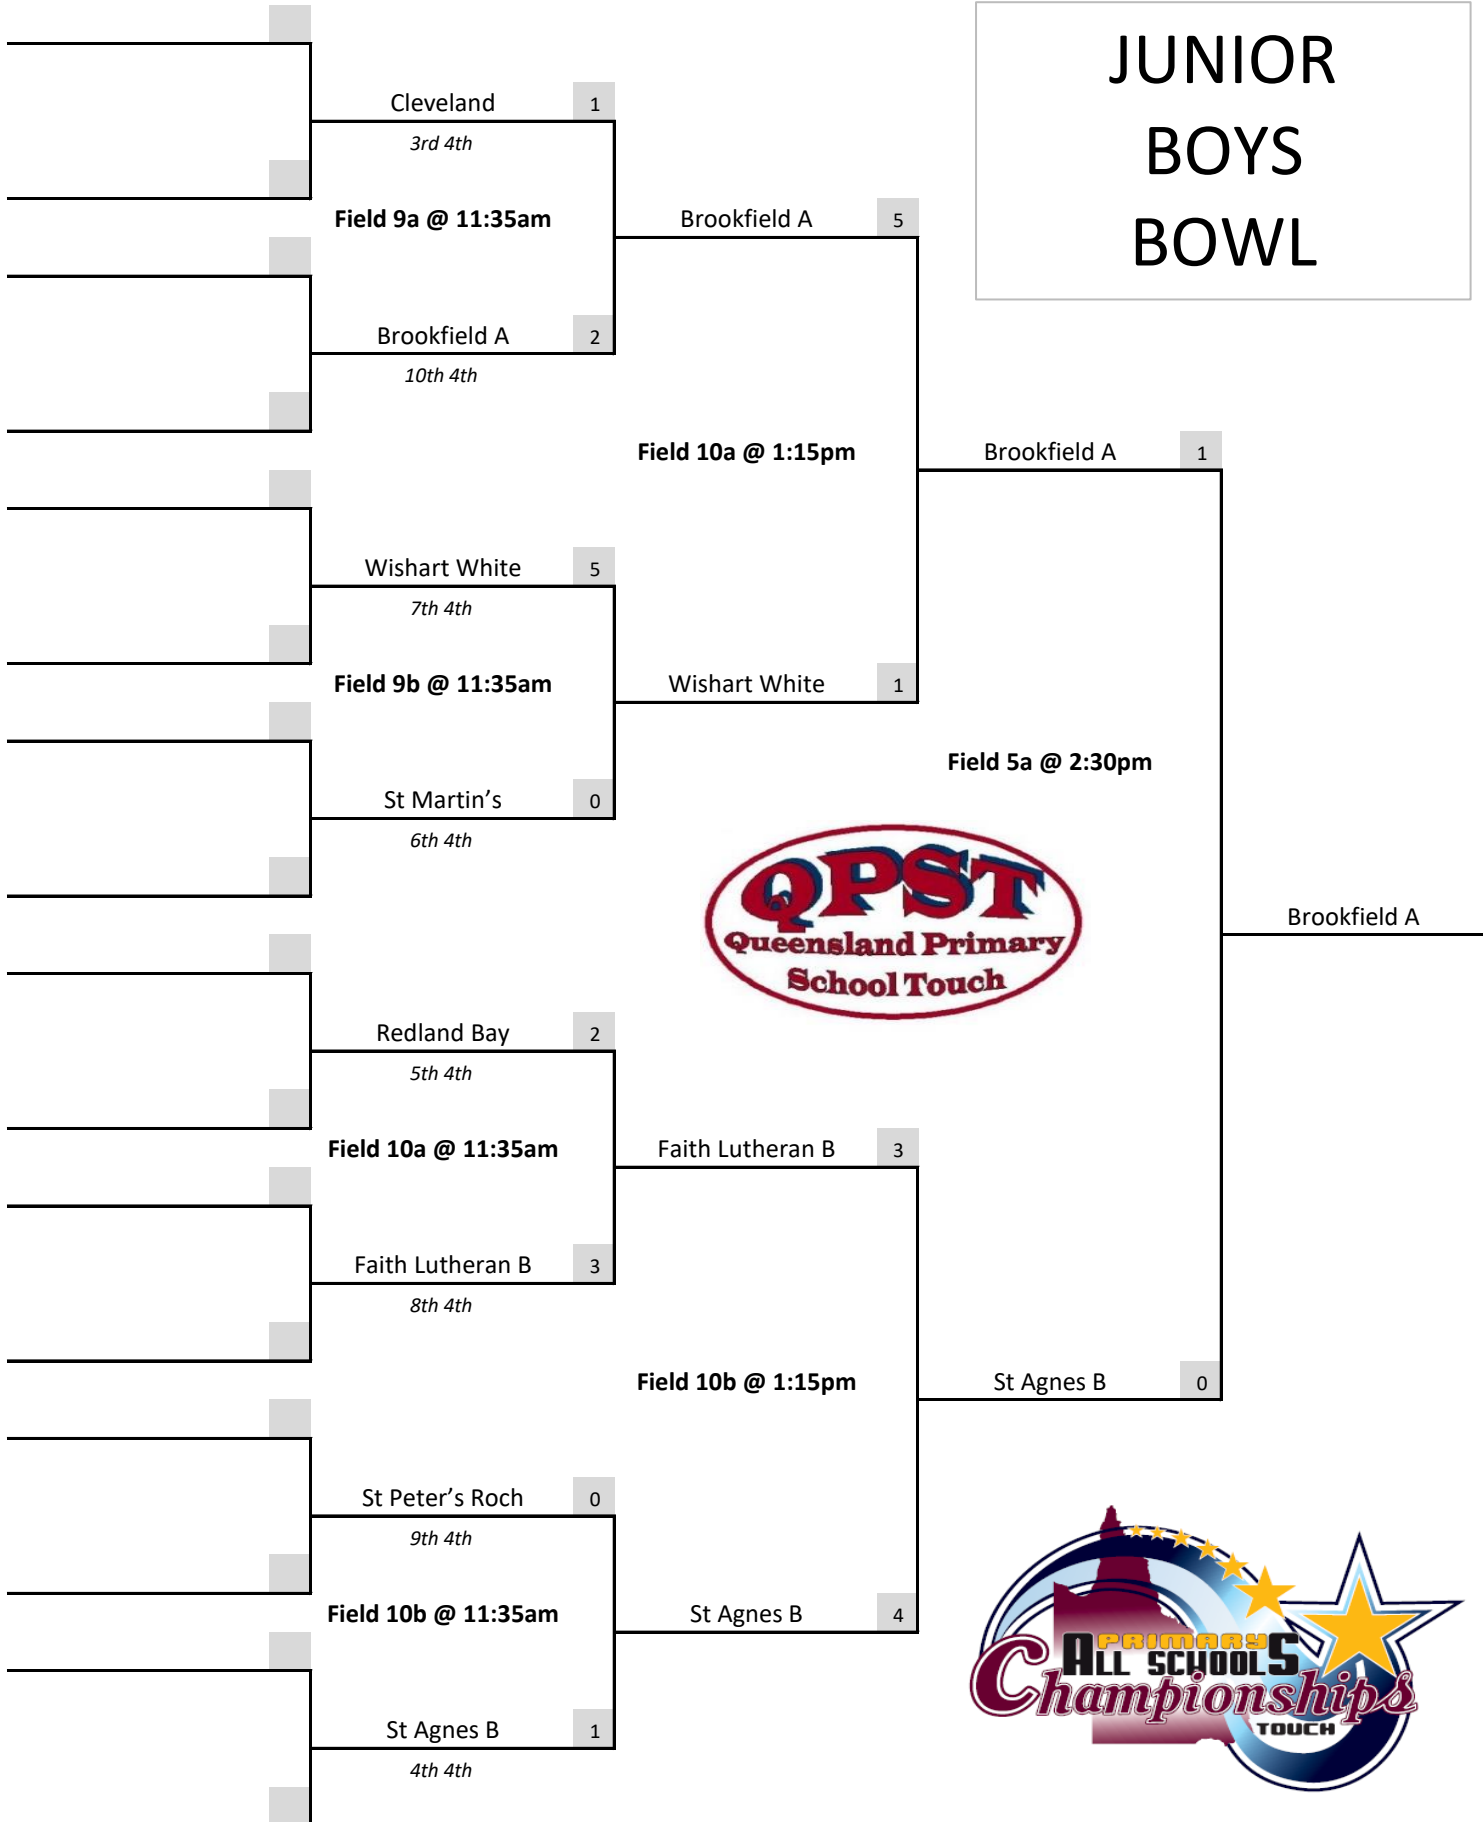 JUNIOR
BOYS
BOWL
Cleveland 1
3rd 4th
Field 9a @ 11:35am
Brookfield A 5
Brookfield A 2
10th 4th
Field 10a @ 1:15pm
Brookfield A 1
Wishart White 5
7th 4th
Field 9b @ 11:35am
Wishart White 1
Field 5a @ 2:30pm
St Martin’s 0
6th 4th
QPST
Queensland Primary
School Touch
Brookfield A
Redland Bay 2
5th 4th
Field 10a @ 11:35am
Faith Lutheran B 3
Faith Lutheran B 3
8th 4th
Field 10b @ 1:15pm
St Agnes B 0
St Peter’s Roch 0
9th 4th
Field 10b @ 11:35am
St Agnes B 4
St Agnes B 1
4th 4th
PRIMARY
ALL SCHOOLS
Championships
TOUCH